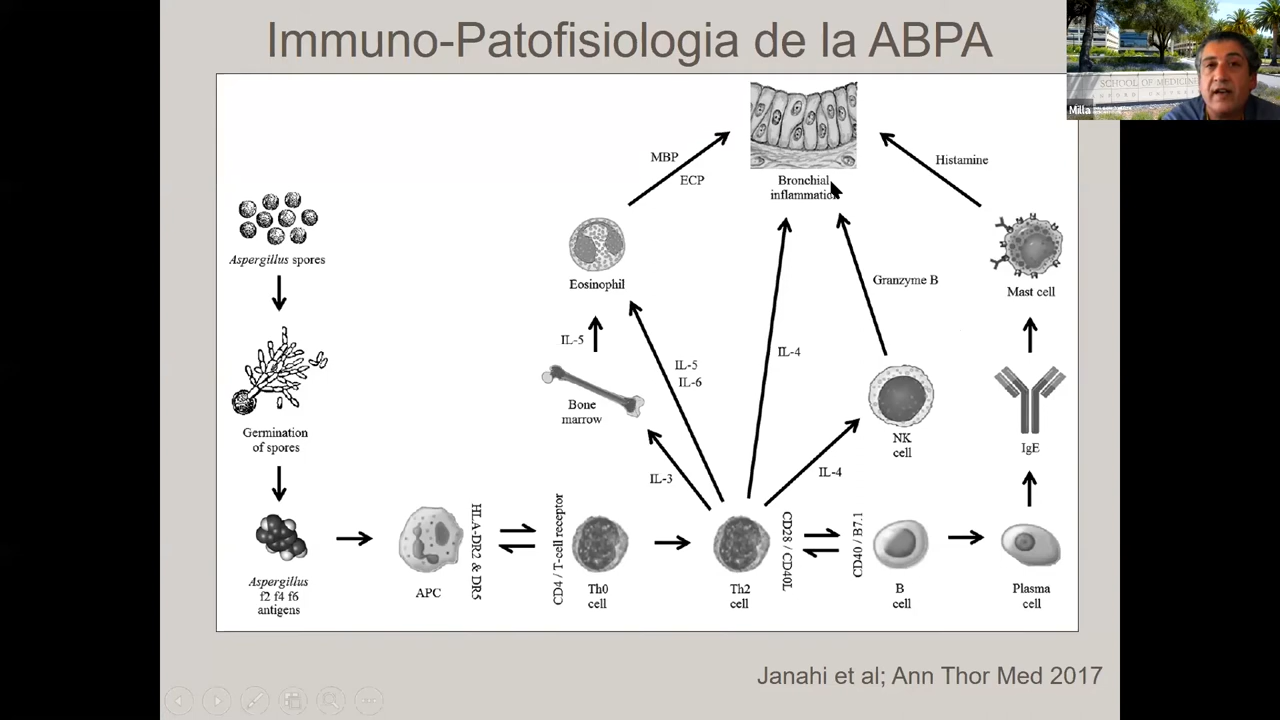 Immuno-Patofisiologia de la ABPA
SCHOOL OF MEDICINE
Milla
MBP
ECP
Bronchial
inflammation
Histamine
Aspergillus spores
Eosinophil
Granzyme B
Mast cell
IL-5
IL-5
IL-6
IL-4
Bone
marrow
Germination
of spores
NK
cell
IgE
IL-3
IL-4
HLA-DR2 & DR5
CD4 / T-cell receptor
CD28 / CD40L
CD40 / B7.1
Aspergillus
f2 f4 f6
antigens
APC
Th0
cell
Th2
cell
B
cell
Plasma
cell
Janahi et al; Ann Thor Med 2017